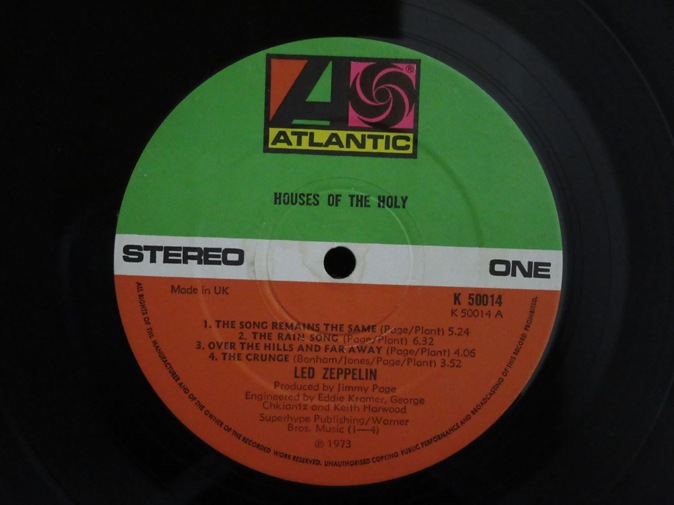 A ®
ATLANTIC
HOUSES OF THE HOLY
STEREO
ONE
Made in UK
K 50014
K 50014 A
1. THE SONG REMAINS THE SAME (Page/Plant) 5.24
2. THE RAIN SONG (Page/Plant) 6.32
3. OVER THE HILLS AND FAR AWAY (Page/Plant) 4.06
4. THE CRUNGE (Bonham/Jones/Page/Plant) 3.52
LED ZEPPELIN
Produced by Jimmy Page
Engineered by Eddie Kramer, George
Chkiantz and Keith Harwood
Superhype Publishing/Warner
Bros. Music (1—4)
℗ 1973
ALL RIGHTS OF THE MANUFACTURER AND OF THE OWNER OF THE RECORDED WORK RESERVED. UNAUTHORISED COPYING PUBLIC PERFORMANCE AND BROADCASTING OF THIS RECORD PROHIBITED.